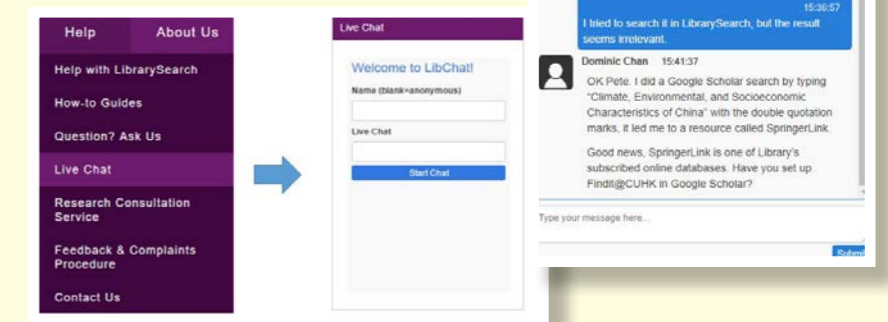 Help About Us
Help with LibrarySearch
How-to Guides
Question? Ask Us
Live Chat
Research Consultation
Service
Feedback & Complaints
Procedure
Contact Us
Live Chat
Welcome to LibChat!
Name (blank=anonymous)
Live Chat
Start Chat
15:36:57
I tried to search it in LibrarySearch, but the result
seems irrelevant.
Dominic Chan 15:41:37
OK Pete. I did a Google Scholar search by typing
“Climate, Environmental, and Socioeconomic
Characteristics of China” with the double quotation
marks, it led me to a resource called SpringerLink.
Good news, SpringerLink is one of Library's
subscribed online databases. Have you set up
Findit@CUHK in Google Scholar?
Type your message here...
Submit